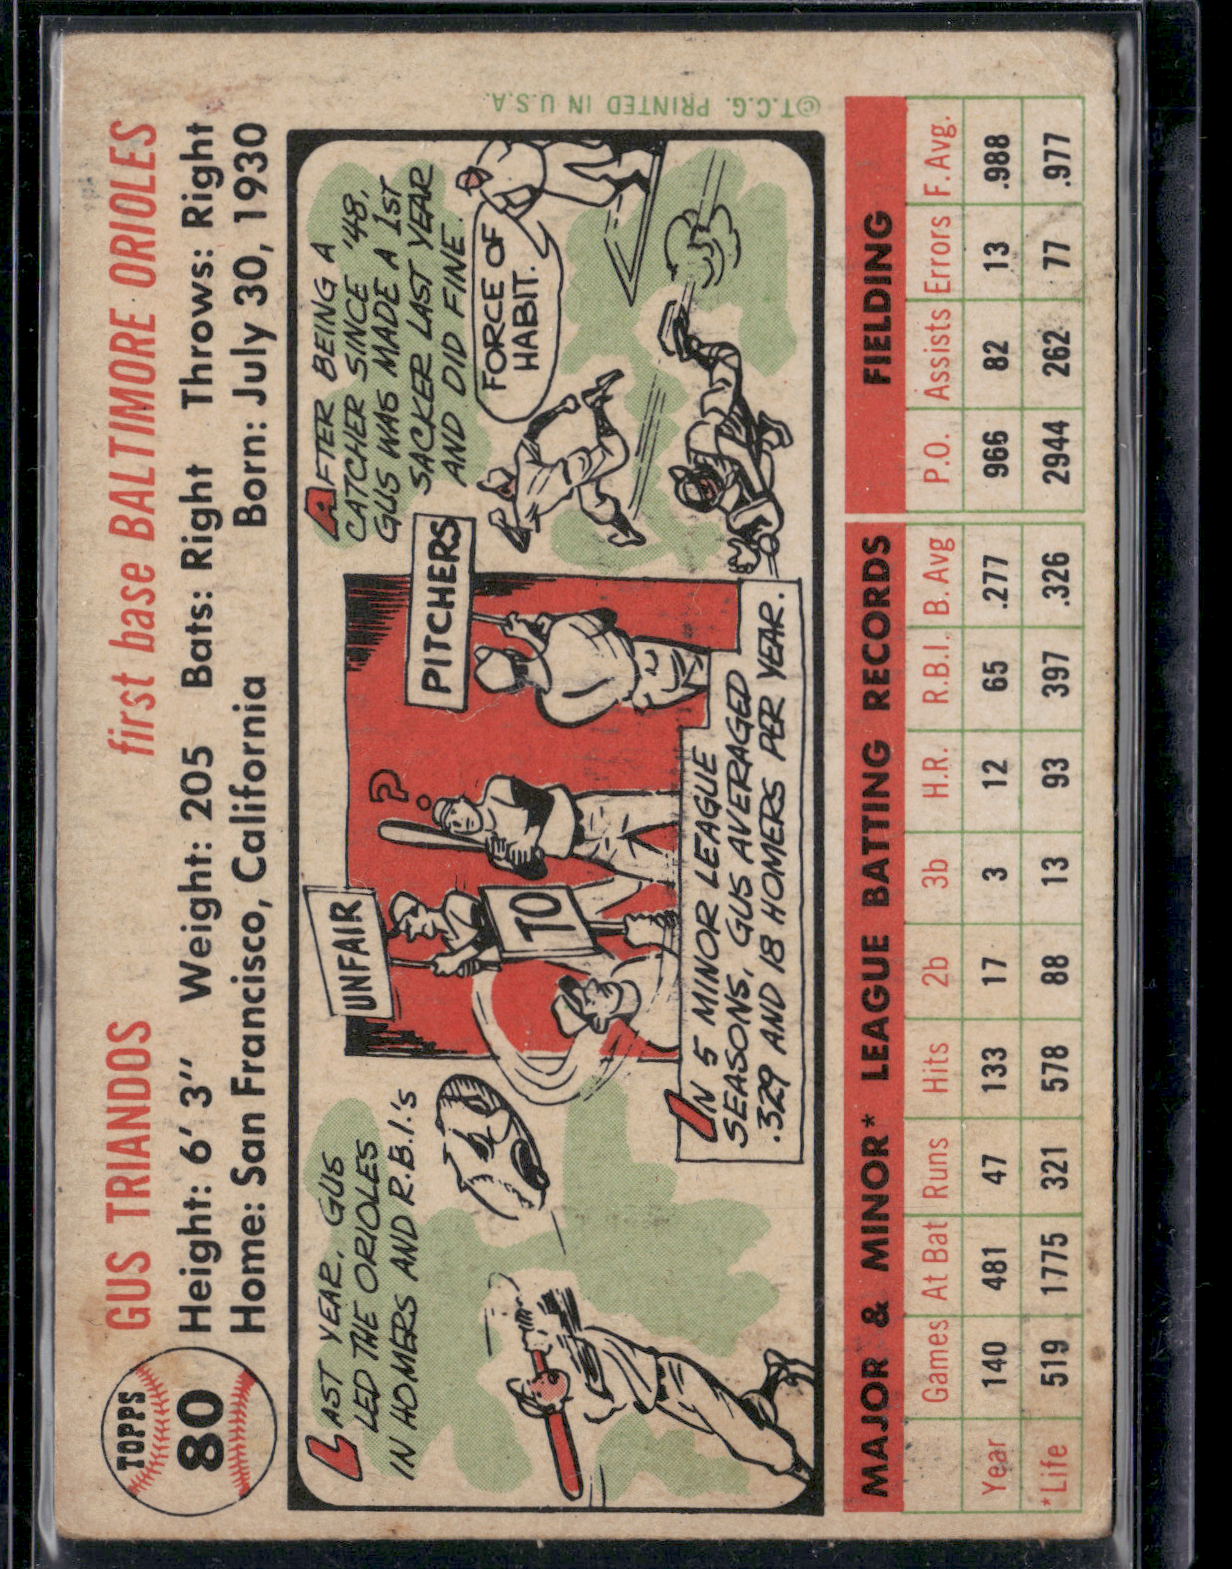 TOPPS
80
GUS TRIANDOS
first base BALTIMORE ORIOLES
Height: 6' 3" Weight: 205 Bats: Right Throws: Right
Home: San Francisco, California Born: July 30, 1930
LAST YEAR, GUS
LED THE ORIOLES
IN HOMERS AND R.B.I.'s
UNFAIR
TO
PITCHERS
?
IN 5 MINOR LEAGUE
SEASONS, GUS AVERAGED
.329 AND 18 HOMERS PER YEAR.
AFTER BEING A
CATCHER SINCE '48,
GUS WAS MADE A 1ST
SACKER LAST YEAR
AND DID FINE.
FORCE OF
HABIT.
©T.C.G. PRINTED IN U.S.A.
MAJOR & MINOR* LEAGUE BATTING RECORDS FIELDING
Games At Bat Runs Hits 2b 3b H.R. R.B.I. B. Avg P.O. Assists Errors F. Avg.
Year 140 481 47 133 17 3 12 65 .277 966 82 13 .988
*Life 519 1775 321 578 88 13 93 397 .326 2944 262 77 .977